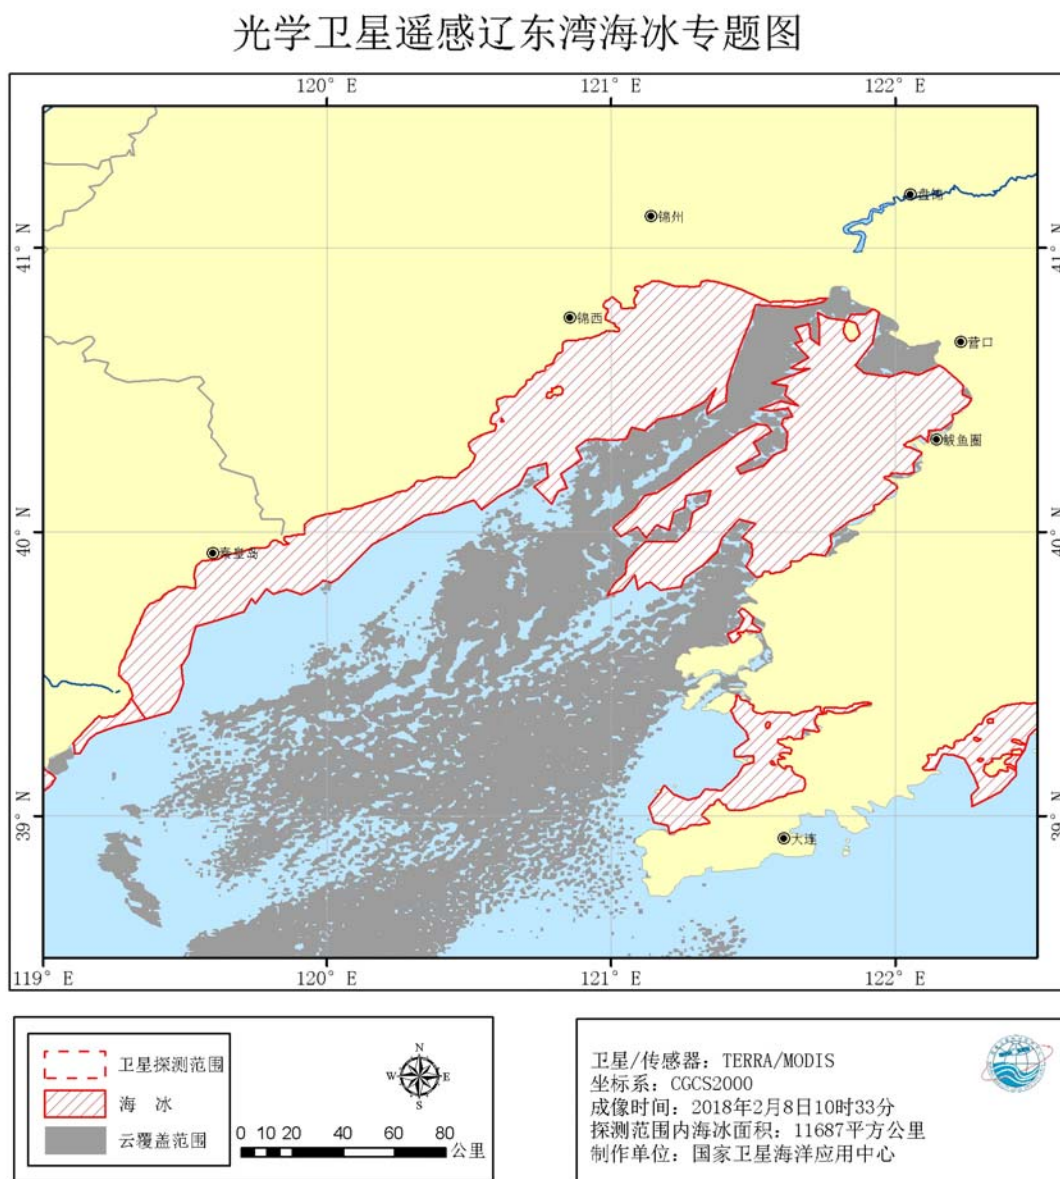 光学卫星遥感辽东湾海冰专题图
120° E 121° E 122° E
盘锦
锦州
41° N 41° N
锦西
营口
鲅鱼圈
40° N 40° N
秦皇岛
39° N 39° N
大连
119° E 120° E 121° E 122° E
卫星探测范围
海 冰
云覆盖范围
N
W E
S
0 10 20 40 60 80
公里
卫星/传感器: TERRA/MODIS
坐标系: CGCS2000
成像时间: 2018年2月8日10时33分
探测范围内海冰面积: 11687平方公里
制作单位: 国家卫星海洋应用中心